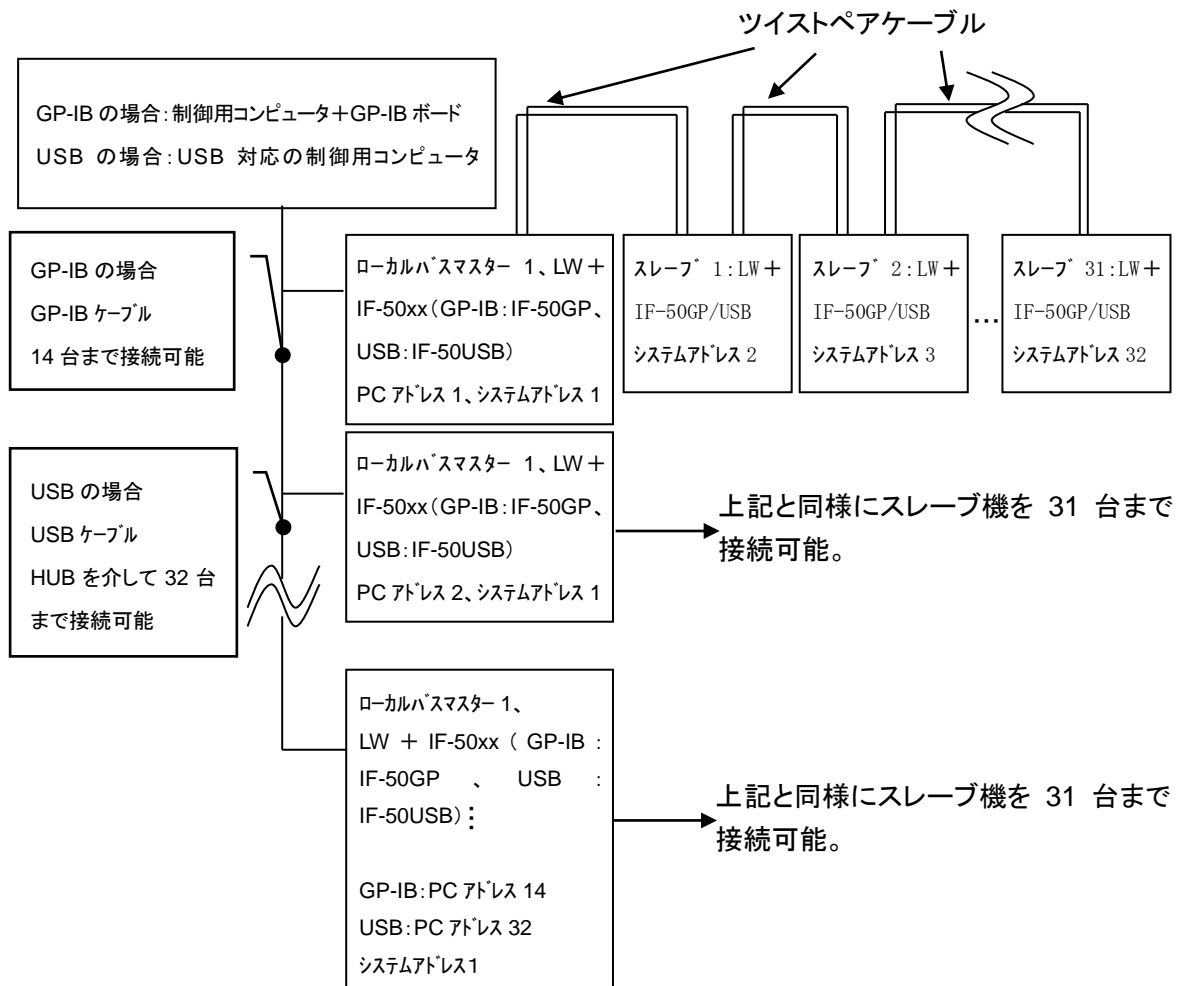 ツイストペアケーブル
GP-IB の場合：制御用コンピュータ＋GP-IB ボード
USB の場合：USB 対応の制御用コンピュータ
GP-IB の場合
GP-IB ｹｰﾌﾞﾙ
14 台まで接続可能
ﾛｰｶﾙﾊﾞｽﾏｽﾀｰ 1、LW＋
IF-50xx（GP-IB：IF-50GP、
USB：IF-50USB）
PC ｱﾄﾞﾚｽ 1、ｼｽﾃﾑｱﾄﾞﾚｽ 1
ｽﾚｰﾌﾞ 1：LW＋
IF-50GP/USB
ｼｽﾃﾑｱﾄﾞﾚｽ 2
ｽﾚｰﾌﾞ 2：LW＋
IF-50GP/USB
ｼｽﾃﾑｱﾄﾞﾚｽ 3
…
ｽﾚｰﾌﾞ 31：LW＋
IF-50GP/USB
ｼｽﾃﾑｱﾄﾞﾚｽ 32
USB の場合
USB ｹｰﾌﾞﾙ
HUB を介して 32 台
まで接続可能
ﾛｰｶﾙﾊﾞｽﾏｽﾀｰ 1、LW＋
IF-50xx（GP-IB：IF-50GP、
USB：IF-50USB）
PC ｱﾄﾞﾚｽ 2、ｼｽﾃﾑｱﾄﾞﾚｽ 1
上記と同様にスレーブ機を 31 台まで
接続可能。
ﾛｰｶﾙﾊﾞｽﾏｽﾀｰ 1、
LW ＋ IF-50xx （ GP-IB ：
IF-50GP 、 USB ：
IF-50USB）⋮
GP-IB：PC ｱﾄﾞﾚｽ 14
USB：PC ｱﾄﾞﾚｽ 32
ｼｽﾃﾑｱﾄﾞﾚｽ1
上記と同様にスレーブ機を 31 台まで
接続可能。